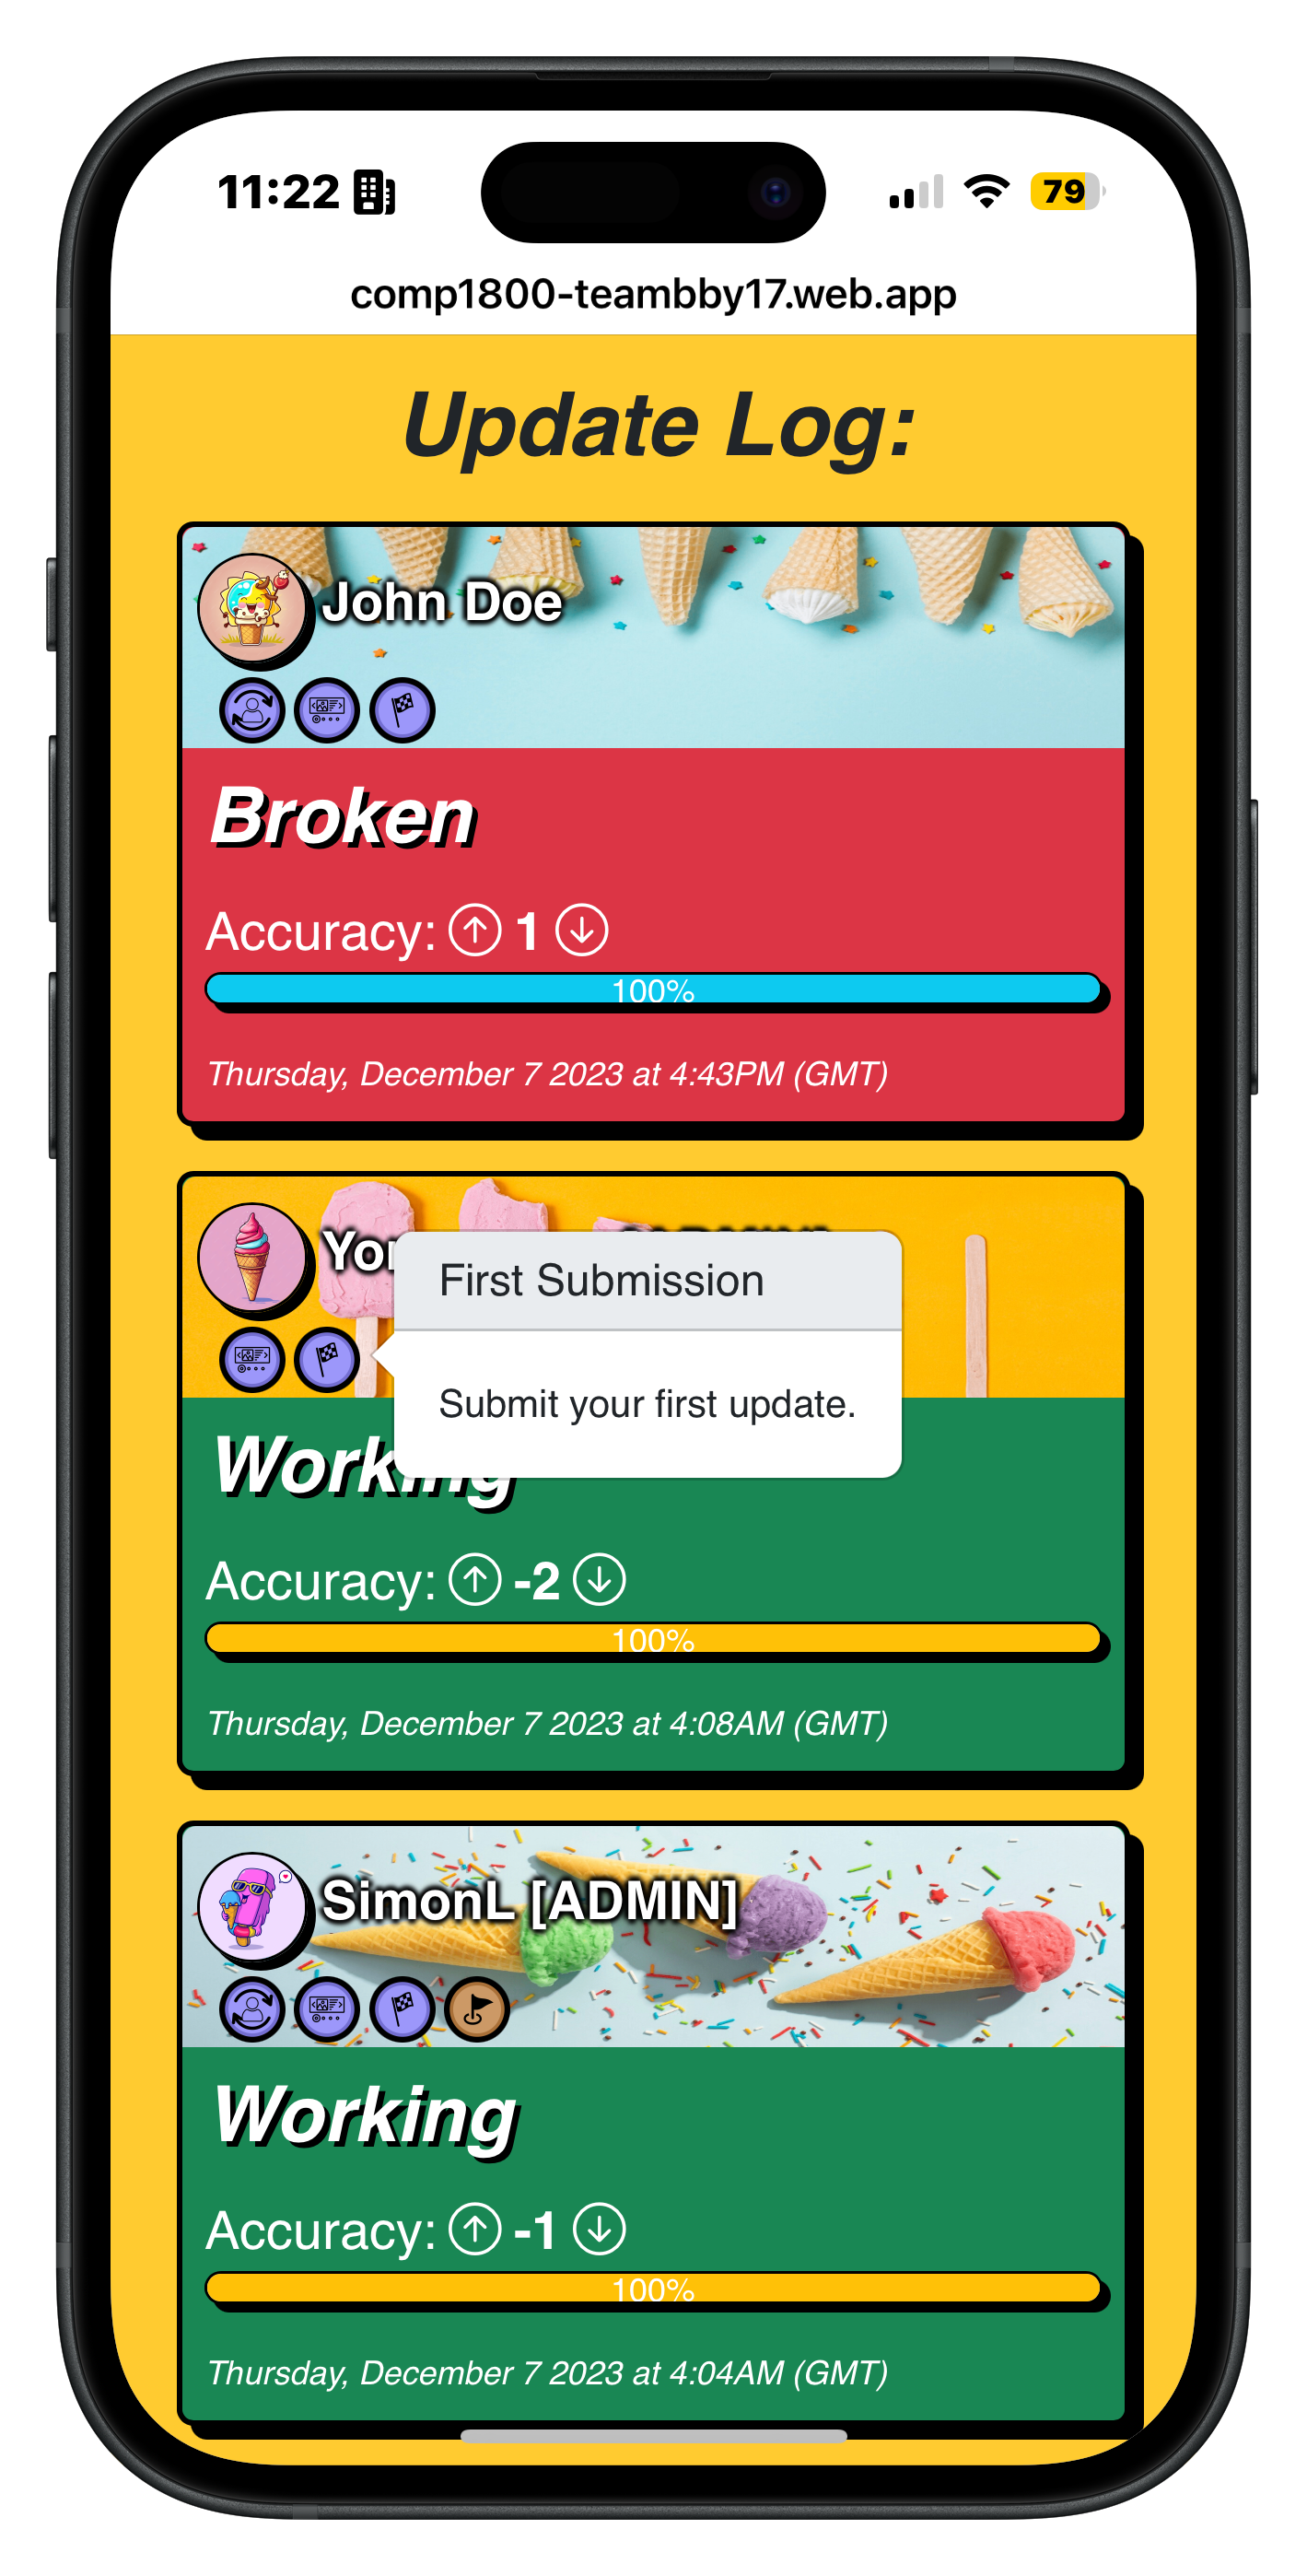 11:22
79
comp1800-teambby17.web.app
Update Log:
John Doe
Broken
Accuracy: 1
100%
Thursday, December 7 2023 at 4:43PM (GMT)
First Submission
Submit your first update.
Working
Accuracy: -2
100%
Thursday, December 7 2023 at 4:08AM (GMT)
SimonL [ADMIN]
Working
Accuracy: -1
100%
Thursday, December 7 2023 at 4:04AM (GMT)